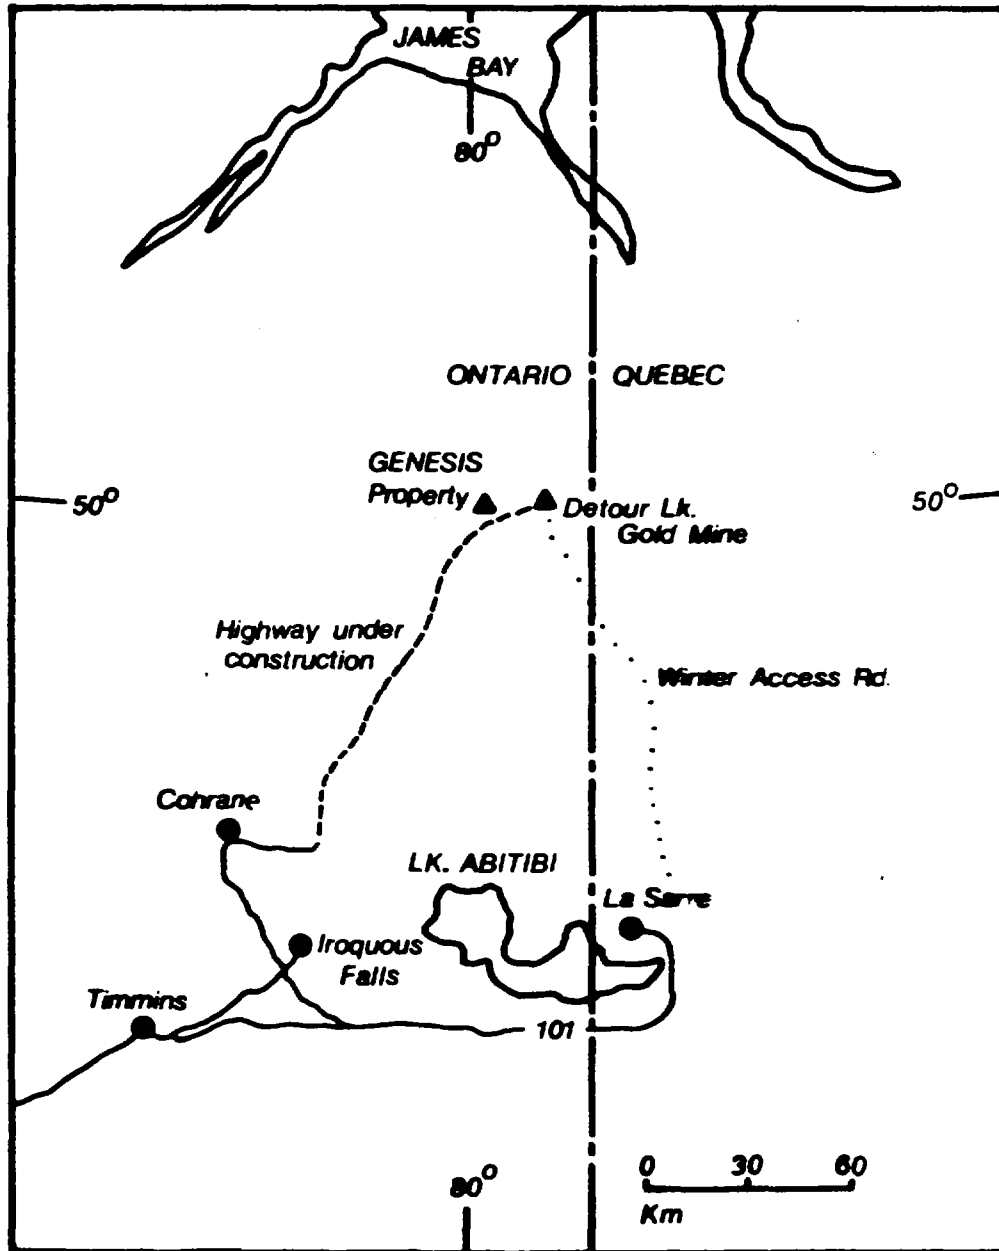 JAMES
BAY
80°
ONTARIO
QUEBEC
GENESIS
Property
50°
50°
Detour Lk.
Gold Mine
Highway under
construction
Winter Access Rd.
Cohrane
LK. ABITIBI
La Sarre
Iroquous
Falls
Timmins
101
80°
0 30 60
Km